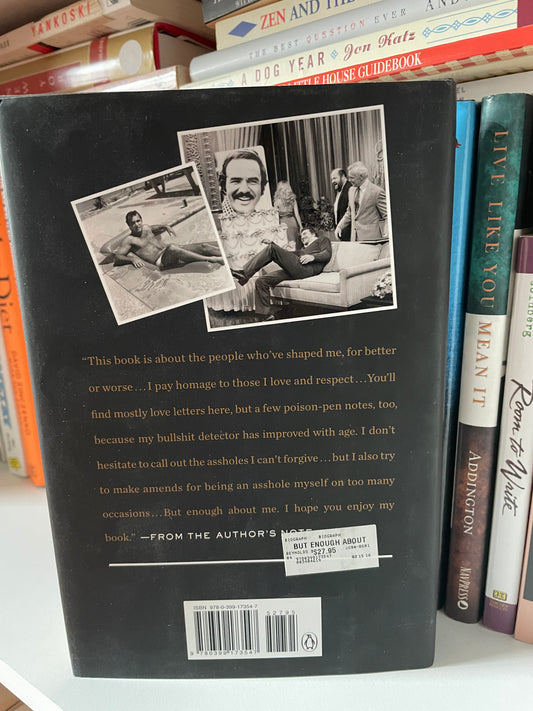 YANKOSKI
ZEN AND THE
THE BEST QUESTION EVER
A DOG YEAR Jon Katz
LITTLE HOUSE GUIDEBOOK
LIVE LIKE YOU MEAN IT
ADDINGTON
NAVPRESS
Room to Write
“This book is about the people who’ve shaped me, for better
or worse...I pay homage to those I love and respect...You’ll
find mostly love letters here, but a few poison-pen notes, too,
because my bullshit detector has improved with age. I don’t
hesitate to call out the assholes I can’t forgive...but I also try
to make amends for being an asshole myself on too many
occasions...But enough about me. I hope you enjoy my
book.” —FROM THE AUTHOR’S NOTE
BIOGRAPH BIOGRAPH
BUT ENOUGH ABOUT
REYNOLDS
$27.95
ISBN 978-0-399-17354-7
52795
9780399173547